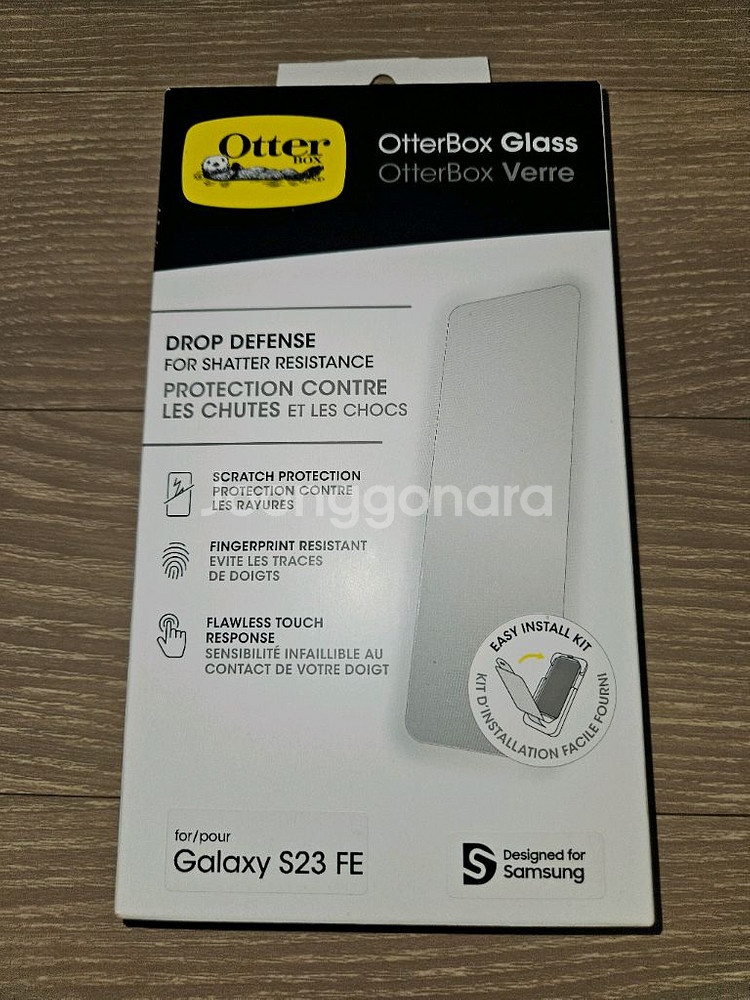 Otter
BOX
OtterBox Glass
OtterBox Verre
DROP DEFENSE
FOR SHATTER RESISTANCE
PROTECTION CONTRE
LES CHUTES ET LES CHOCS
SCRATCH PROTECTION
PROTECTION CONTRE
LES RAYURES
joonggonara
FINGERPRINT RESISTANT
EVITE LES TRACES
DE DOIGTS
FLAWLESS TOUCH
RESPONSE
SENSIBILITÉ INFAILLIBLE AU
CONTACT DE VOTRE DOIGT
EASY INSTALL KIT
KIT D'INSTALLATION FACILE FOURNI
for/pour
Galaxy S23 FE
Designed for
Samsung